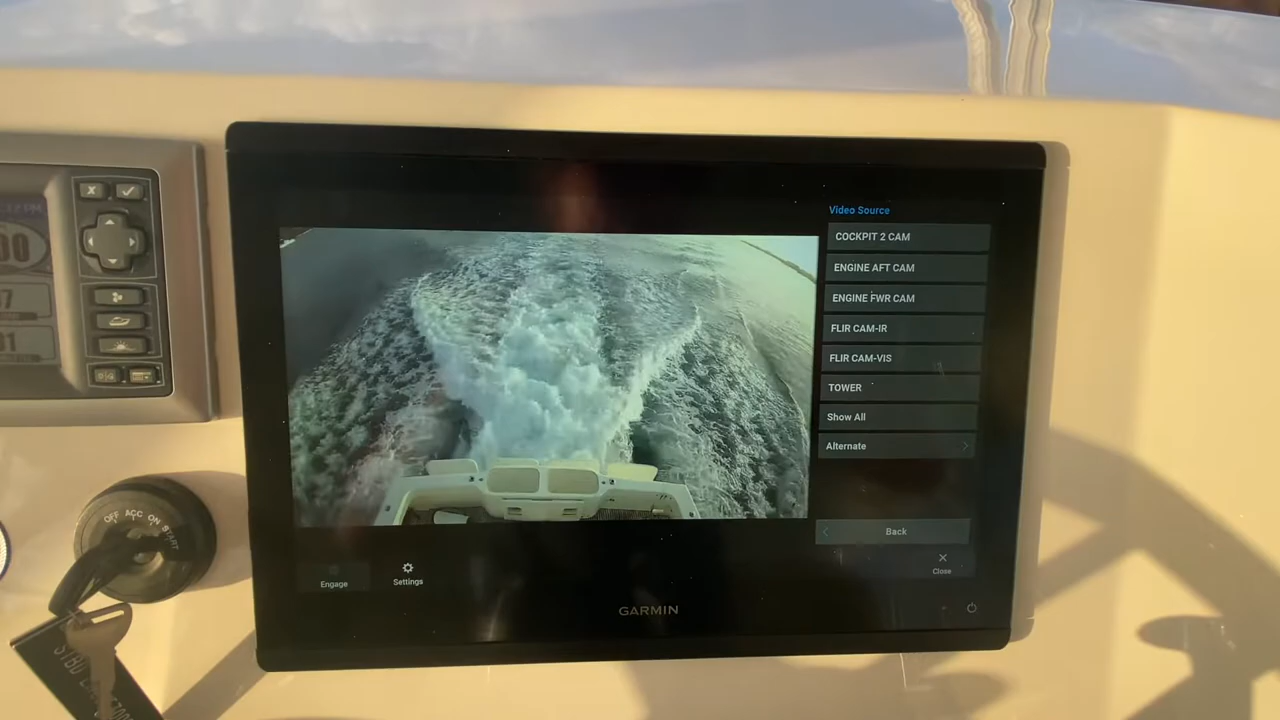 Video Source
COCKPIT 2 CAM
ENGINE AFT CAM
ENGINE FWR CAM
FLIR CAM-IR
FLIR CAM-VIS
TOWER
Show All
Alternate
Back
Close
Engage
Settings
GARMIN
OFF ACC ON START
STBD